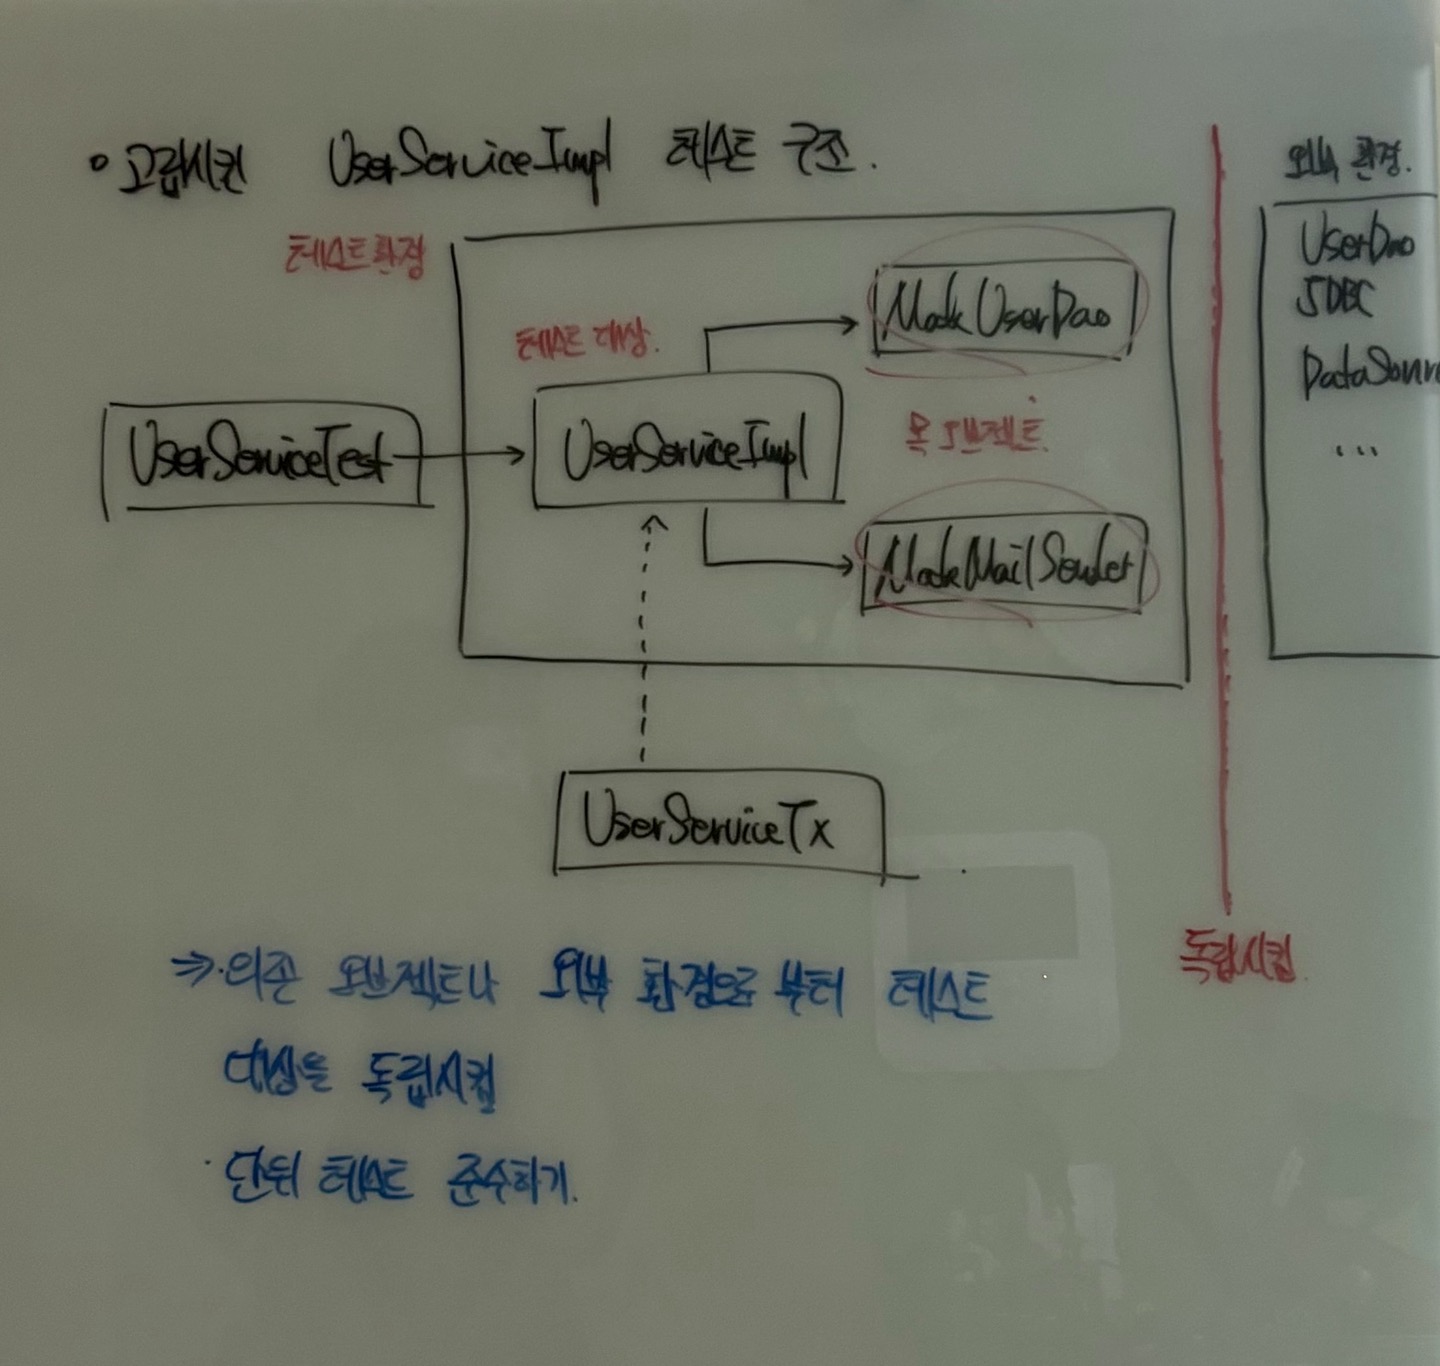 고립시킨 UserServiceImpl 테스트 구조.
외부 환경.
테스트환경
UserDao
JDBC
DataSour
...
MockUserDao
테스트 대상.
목 오브젝트.
UserServiceTest
UserServiceImpl
MockMailSender
UserServiceTx
독립시킴.
⇒ · 의존 오브젝트나 외부 환경으로 부터 테스트
대상을 독립시킴
· 단위 테스트 준수하기.